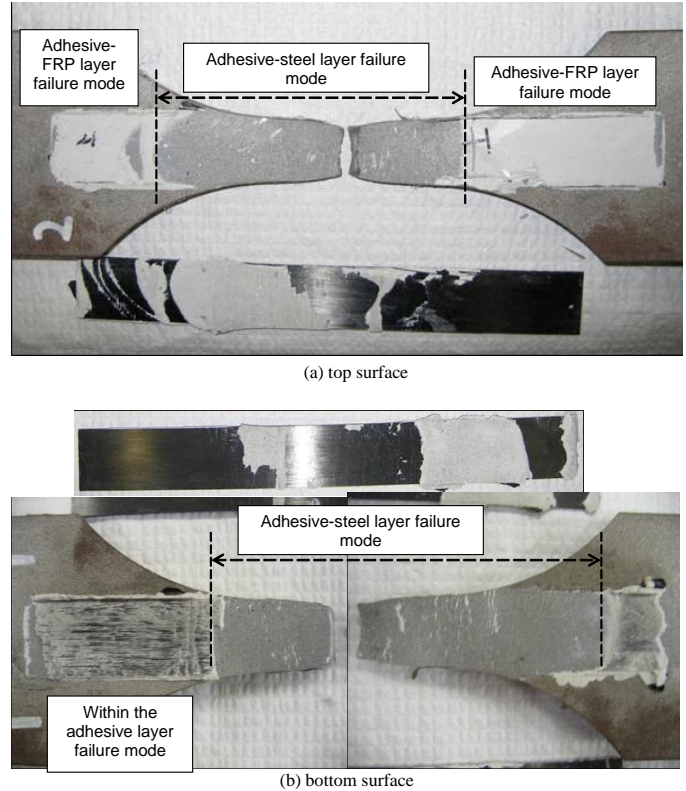 Adhesive-
FRP layer
failure mode
Adhesive-steel layer failure
mode
Adhesive-FRP layer
failure mode
2
(a) top surface
Adhesive-steel layer failure
mode
Within the
adhesive layer
failure mode
(b) bottom surface